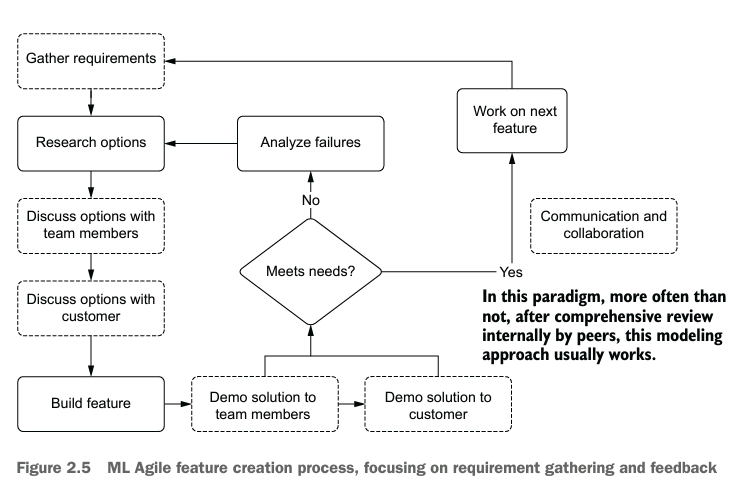 Gather requirements
Research options
Discuss options with
team members
Discuss options with
customer
Build feature
Demo solution to
team members
Demo solution to
customer
Meets needs?
No
Analyze failures
Yes
Work on next
feature
Communication and
collaboration
In this paradigm, more often than
not, after comprehensive review
internally by peers, this modeling
approach usually works.
Figure 2.5 ML Agile feature creation process, focusing on requirement gathering and feedback